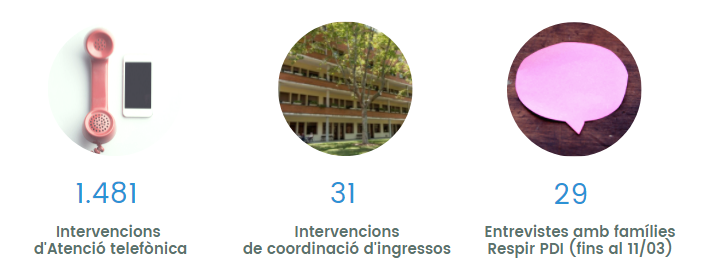 1.481
Intervencions
d'Atenció telefònica
31
Intervencions
de coordinació d'ingressos
29
Entrevistes amb famílies
Respir PDI (fins al 11/03)